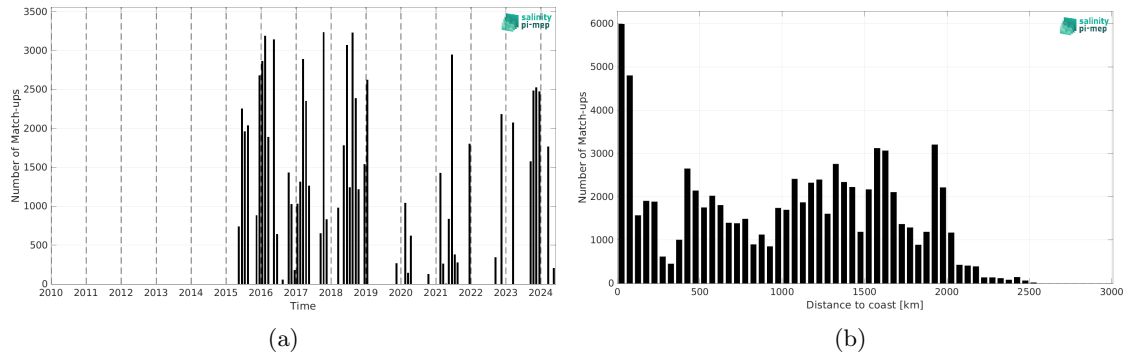 3500
3000
2500
2000
1500
1000
500
0
Number of Match-ups
2010 2011 2012 2013 2014 2015 2016 2017 2018 2019 2020 2021 2022 2023 2024
Time
salinity
pi-mep
(a)
6000
5000
4000
3000
2000
1000
0
Number of Match-ups
0 500 1000 1500 2000 2500 3000
Distance to coast [km]
salinity
pi-mep
(b)